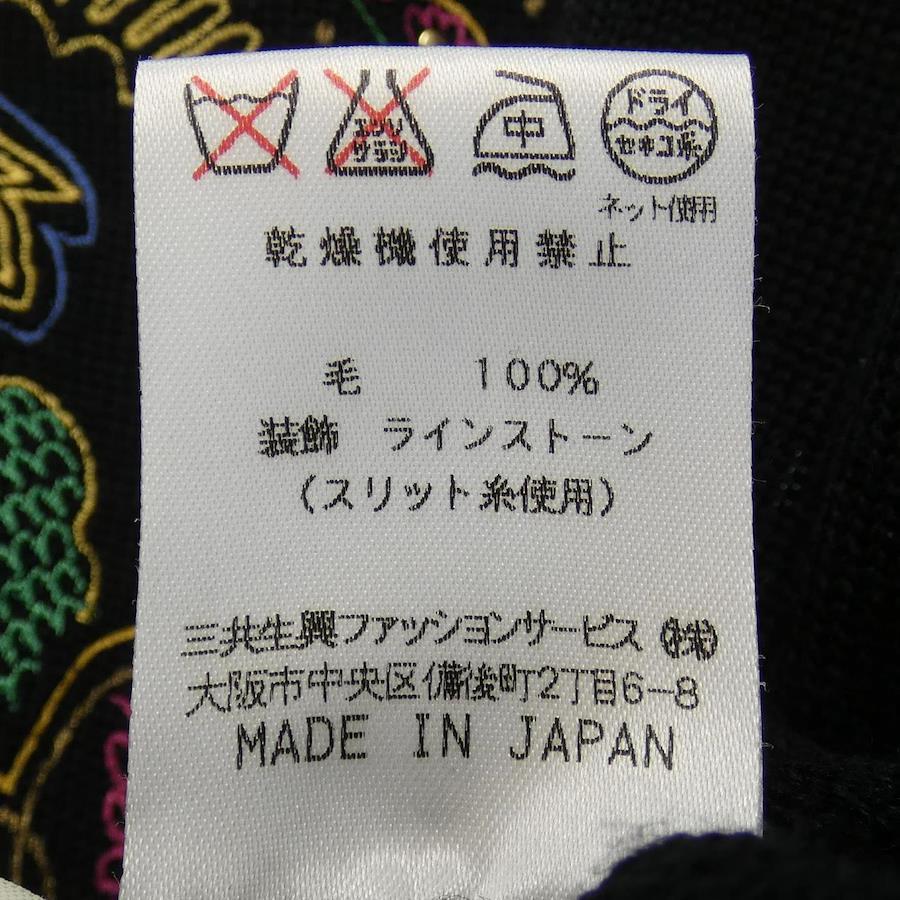 エンソ サラシ 中 ドライ セキユ系
ネット使用
乾燥機使用禁止
毛 100%
装飾 ラインストーン
(スリット糸使用)
三共生興ファッションサービス(株)
大阪市中央区備後町2丁目6-8
MADE IN JAPAN